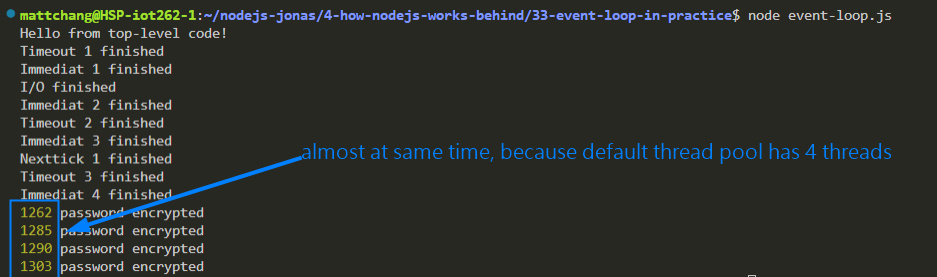 mattchang@HSP-iot262-1:~/nodejs-jonas/4-how-nodejs-works-behind/33-event-loop-in-practice$ node event-loop.js
Hello from top-level code!
Timeout 1 finished
Immediat 1 finished
I/O finished
Immediat 2 finished
Timeout 2 finished
Immediat 3 finished
almost at same time, because default thread pool has 4 threads
Nexttick 1 finished
Timeout 3 finished
Immediat 4 finished
1262 password encrypted
1285 password encrypted
1290 password encrypted
1303 password encrypted